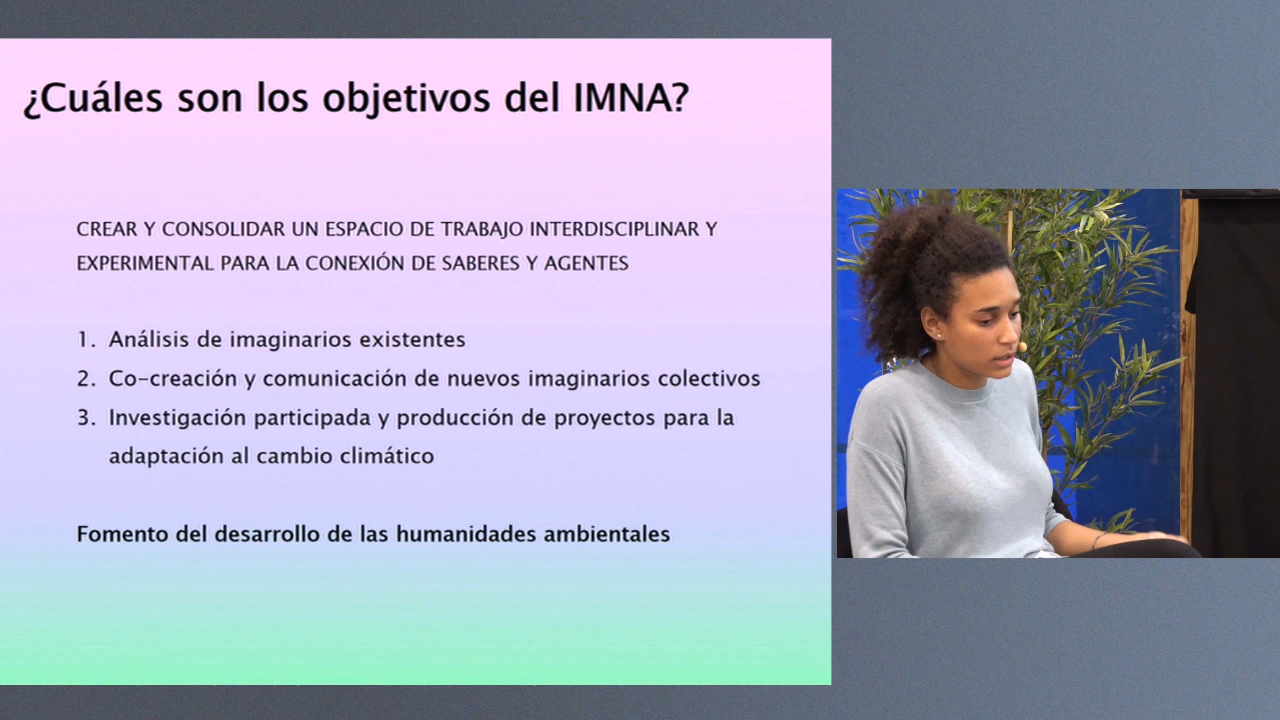 ¿Cuáles son los objetivos del IMNA?
CREAR Y CONSOLIDAR UN ESPACIO DE TRABAJO INTERDISCIPLINAR Y
EXPERIMENTAL PARA LA CONEXIÓN DE SABERES Y AGENTES
1. Análisis de imaginarios existentes
2. Co-creación y comunicación de nuevos imaginarios colectivos
3. Investigación participada y producción de proyectos para la
adaptación al cambio climático
Fomento del desarrollo de las humanidades ambientales